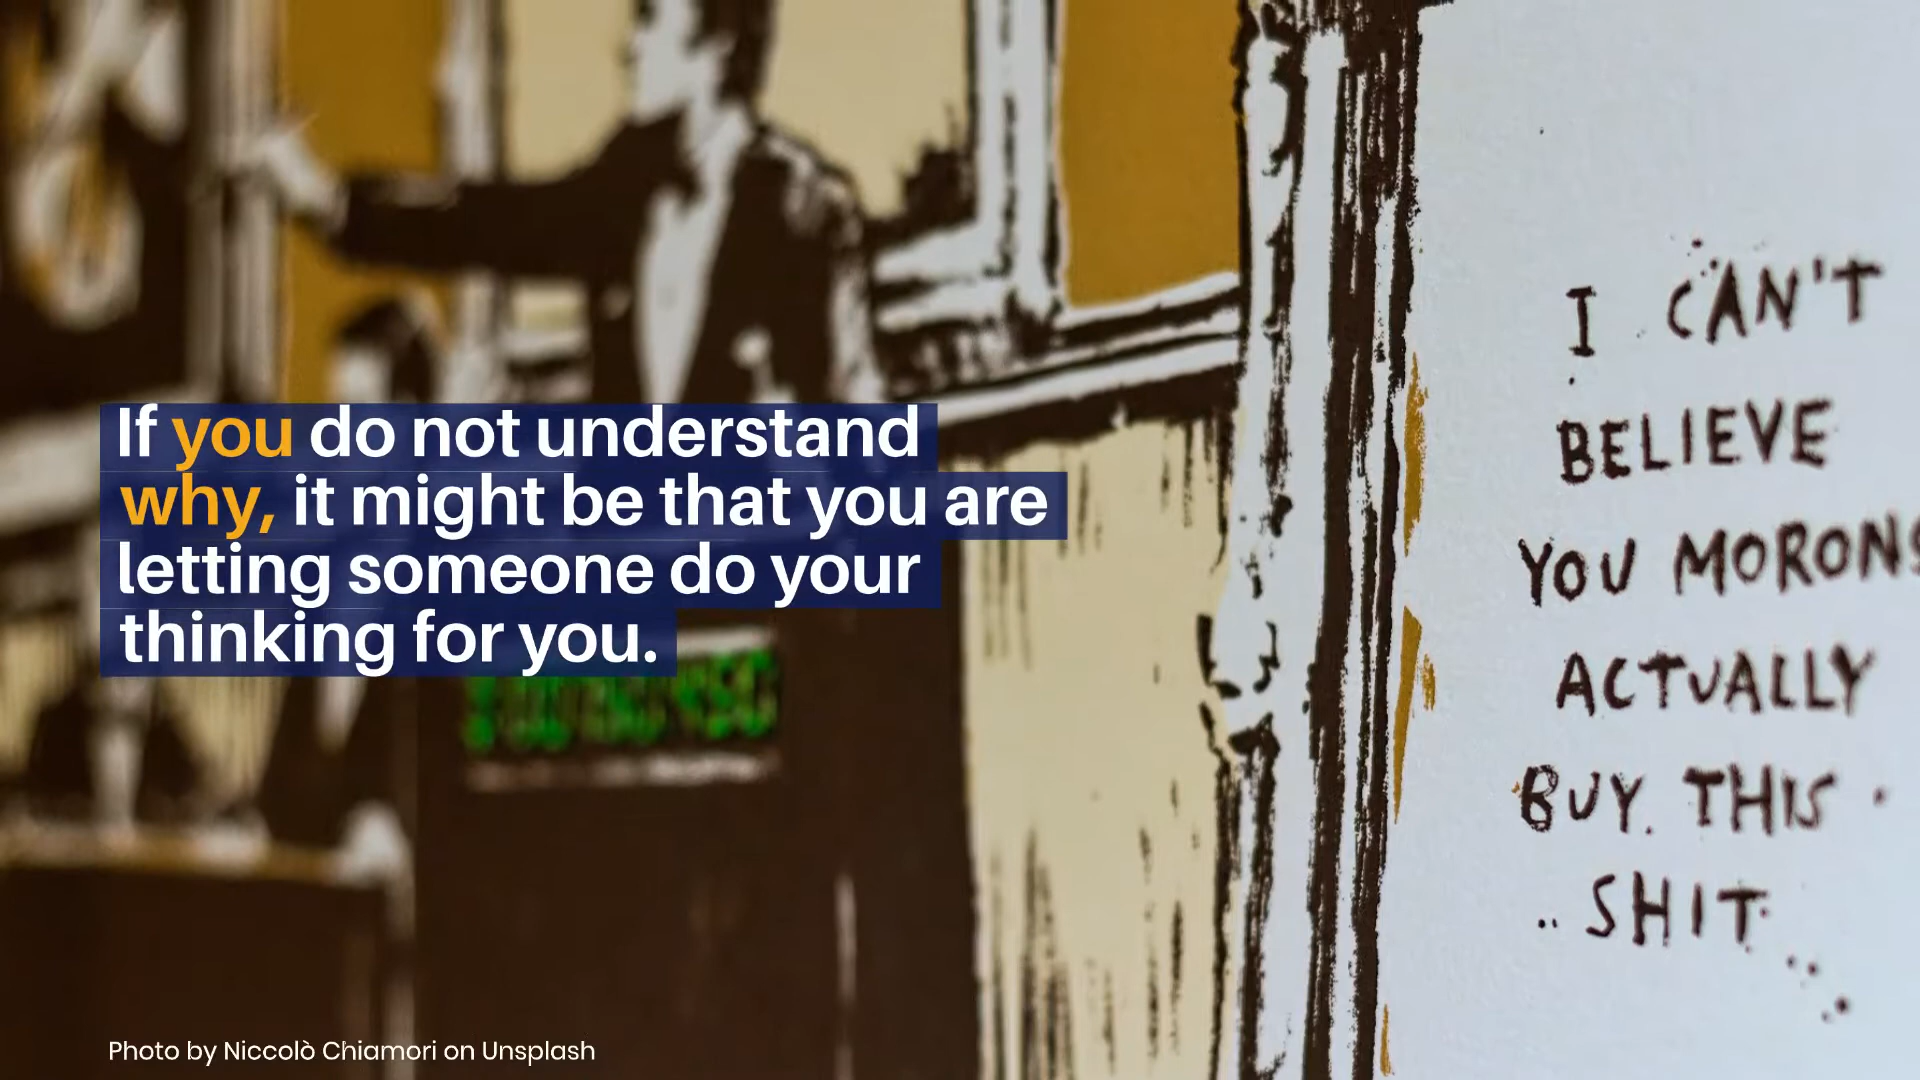 If you do not understand
why, it might be that you are
letting someone do your
thinking for you.
I CAN'T
BELIEVE
YOU MORONS
ACTUALLY
BUY THIS
SHIT
Photo by Niccolò Chiamori on Unsplash